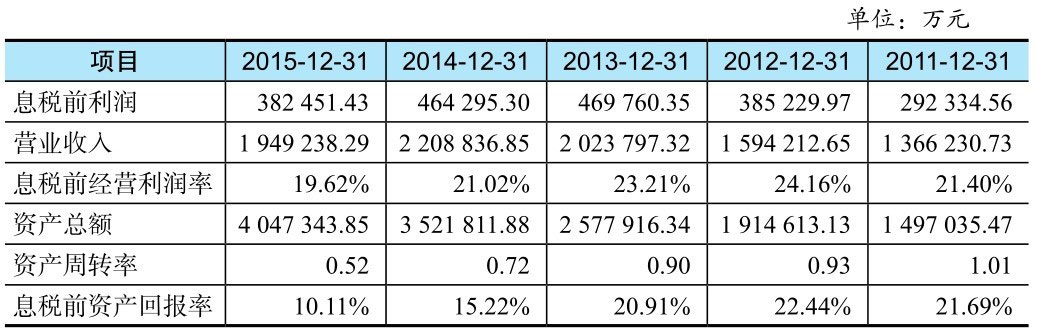 单位：万元
项目 2015-12-31 2014-12-31 2013-12-31 2012-12-31 2011-12-31
息税前利润 382 451.43 464 295.30 469 760.35 385 229.97 292 334.56
营业收入 1 949 238.29 2 208 836.85 2 023 797.32 1 594 212.65 1 366 230.73
息税前经营利润率 19.62% 21.02% 23.21% 24.16% 21.40%
资产总额 4 047 343.85 3 521 811.88 2 577 916.34 1 914 613.13 1 497 035.47
资产周转率 0.52 0.72 0.90 0.93 1.01
息税前资产回报率 10.11% 15.22% 20.91% 22.44% 21.69%